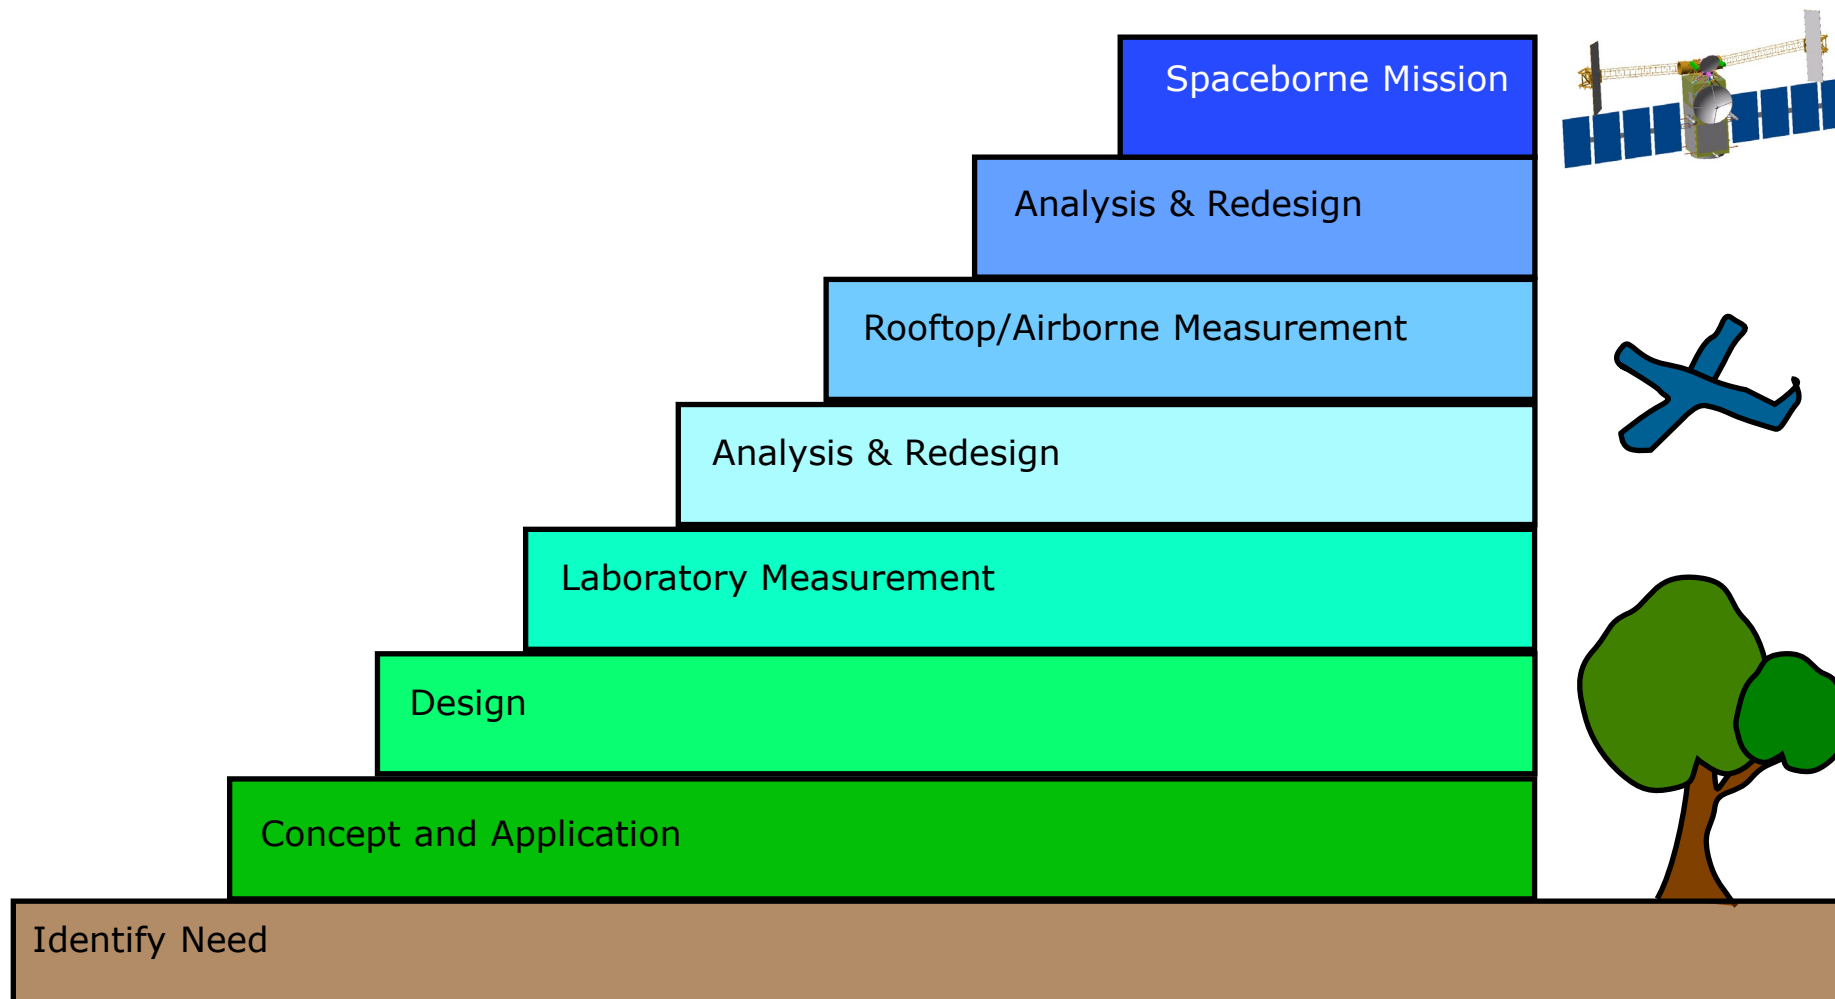 Spaceborne Mission
Analysis & Redesign
Rooftop/Airborne Measurement
Analysis & Redesign
Laboratory Measurement
Design
Concept and Application
Identify Need